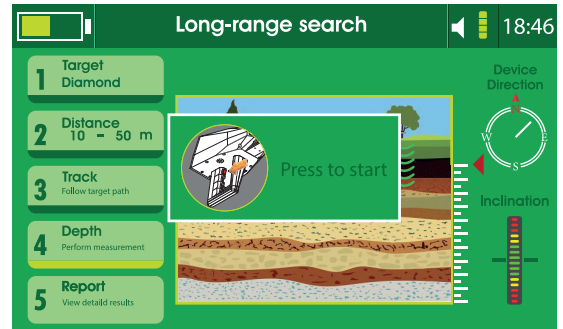 Long-range search
18:46
1
Target
Diamond
2
Distance
10 - 50 m
3
Track
Follow target path
4
Depth
Perform measurement
5
Report
View detaild results
Press to start
Device
Direction
N
W
E
S
Inclination